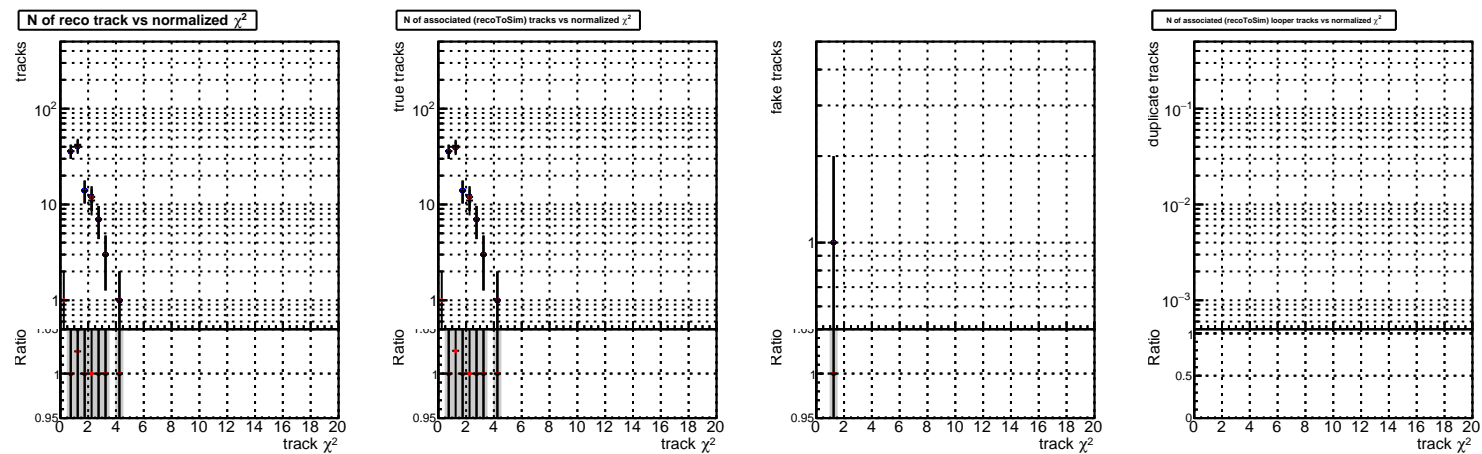 N of reco track vs normalized χ²
tracks
10²
10
1
1.05
Ratio
1
0.95
0 2 4 6 8 10 12 14 16 18 20
track χ²
N of associated (recoToSim) tracks vs normalized χ²
true tracks
10²
10
1
1.05
Ratio
1
0.95
0 2 4 6 8 10 12 14 16 18 20
track χ²
fake tracks
1
1.05
Ratio
1
0.95
0 2 4 6 8 10 12 14 16 18 20
track χ²
N of associated (recoToSim) looper tracks vs normalized χ²
duplicate tracks
10⁻¹
10⁻²
10⁻³
Ratio
1
0.5
0
0 2 4 6 8 10 12 14 16 18 20
track χ²